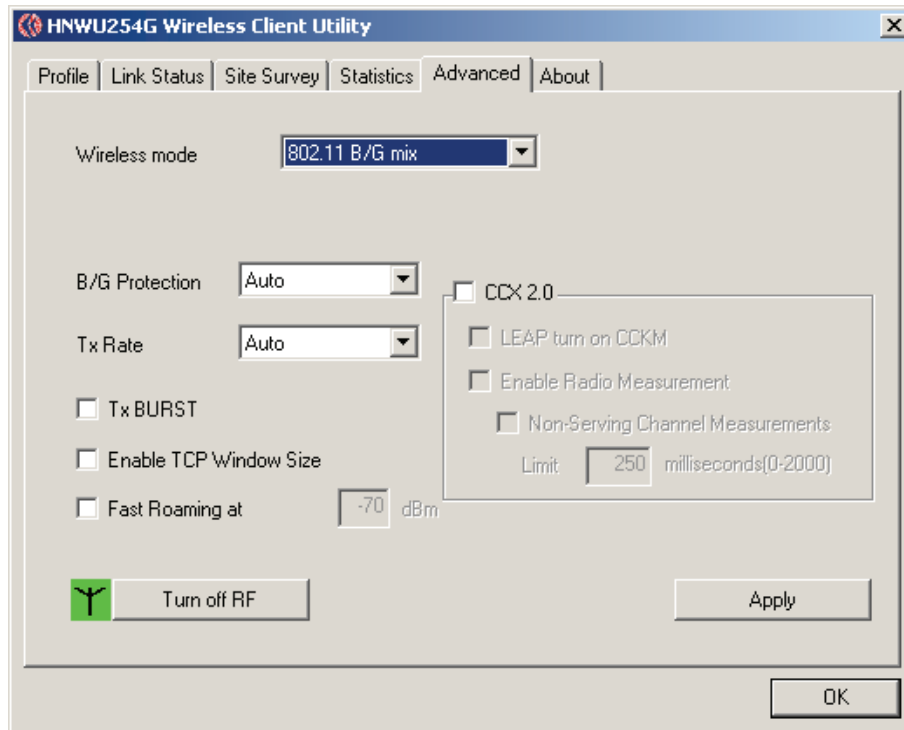 HNWU254G Wireless Client Utility
Profile Link Status Site Survey Statistics Advanced About
Wireless mode 802.11 B/G mix
B/G Protection Auto
Tx Rate Auto
Tx BURST
Enable TCP Window Size
Fast Roaming at -70 dBm
CCX 2.0
LEAP turn on CCKM
Enable Radio Measurement
Non-Serving Channel Measurements
Limit 250 milliseconds(0-2000)
Turn off RF
Apply
OK